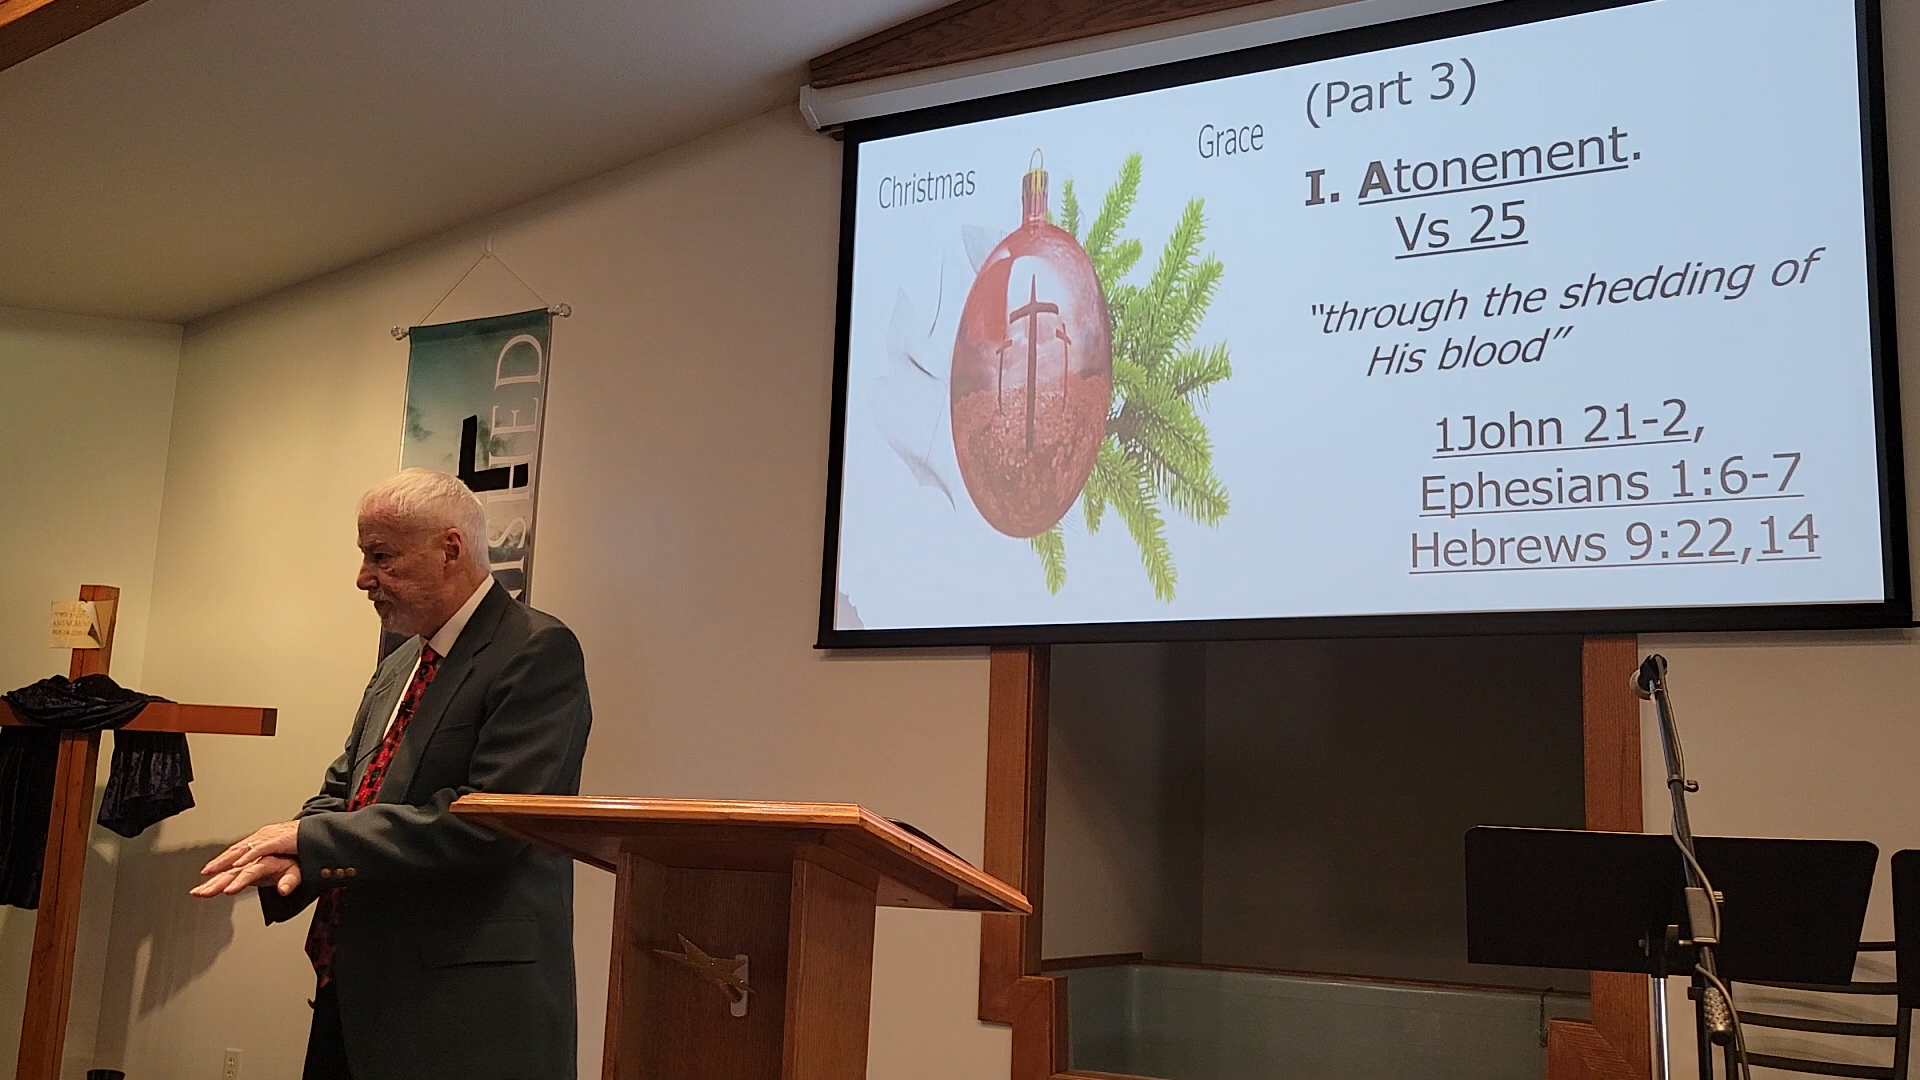 (Part 3)
Christmas
Grace
I. Atonement.
Vs 25
“through the shedding of
His blood”
1John 21-2,
Ephesians 1:6-7
Hebrews 9:22,14
ISHED